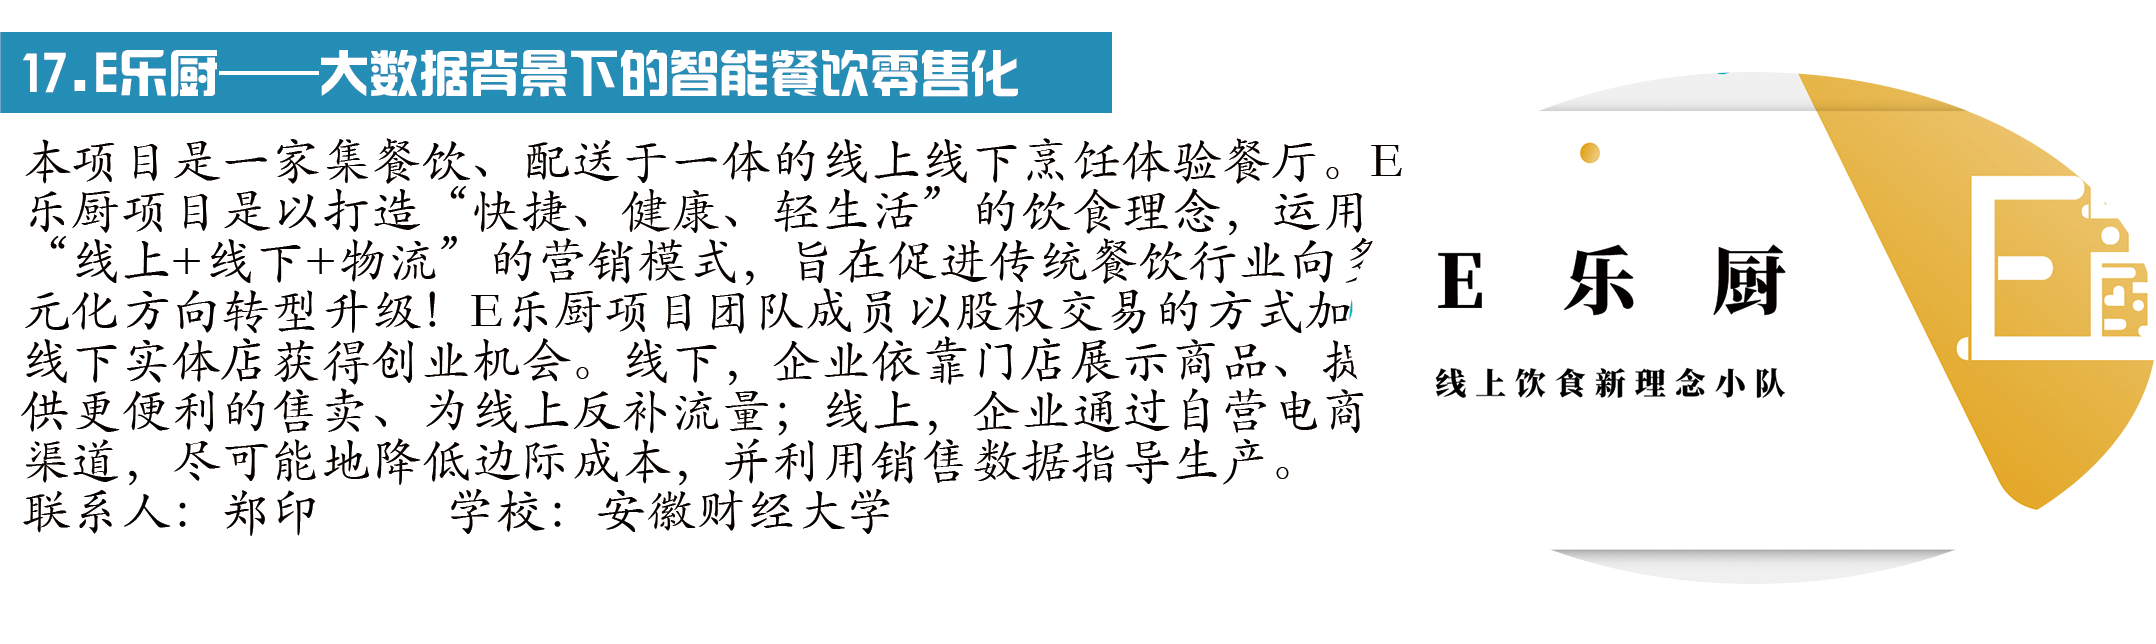 17.E乐厨——大数据背景下的智能餐饮零售化
本项目是一家集餐饮、配送于一体的线上线下烹饪体验餐厅。E
乐厨项目是以打造“快捷、健康、轻生活”的饮食理念，运用
“线上+线下+物流”的营销模式，旨在促进传统餐饮行业向多
元化方向转型升级！E乐厨项目团队成员以股权交易的方式加
线下实体店获得创业机会。线下，企业依靠门店展示商品、提
供更便利的售卖、为线上反补流量；线上，企业通过自营电商
渠道，尽可能地降低边际成本，并利用销售数据指导生产。
联系人：郑印 学校：安徽财经大学
E 乐 厨
线上饮食新理念小队